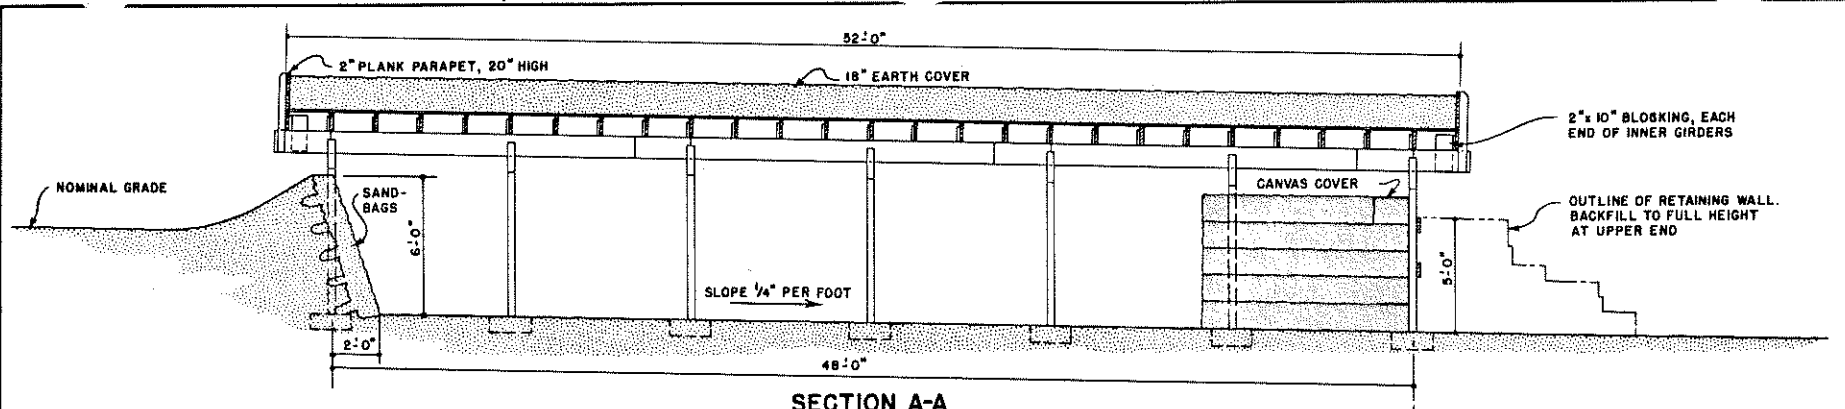 52'-0"
2" PLANK PARAPET, 20" HIGH
18" EARTH COVER
2"x 10" BLOCKING, EACH
END OF INNER GIRDERS
NOMINAL GRADE
SAND-
BAGS
6'-0"
CANVAS COVER
OUTLINE OF RETAINING WALL.
BACKFILL TO FULL HEIGHT
AT UPPER END
5'-0"
SLOPE 1/4" PER FOOT
2'-0"
48'-0"
SECTION A-A